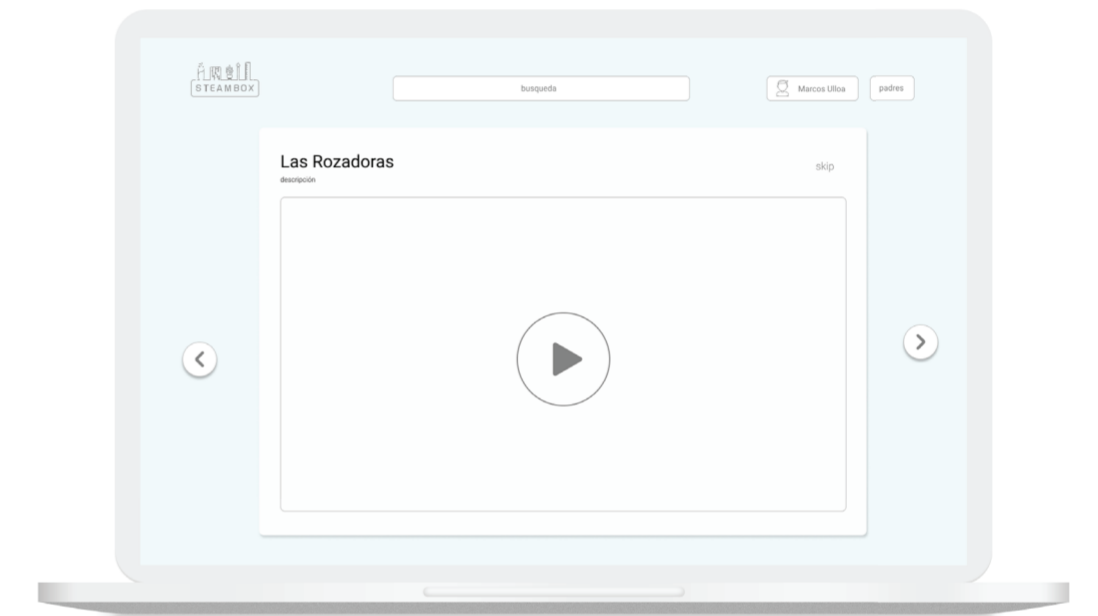 STEAMBOX
busqueda
Marcos Ulloa
padres
Las Rozadoras
skip
descripción